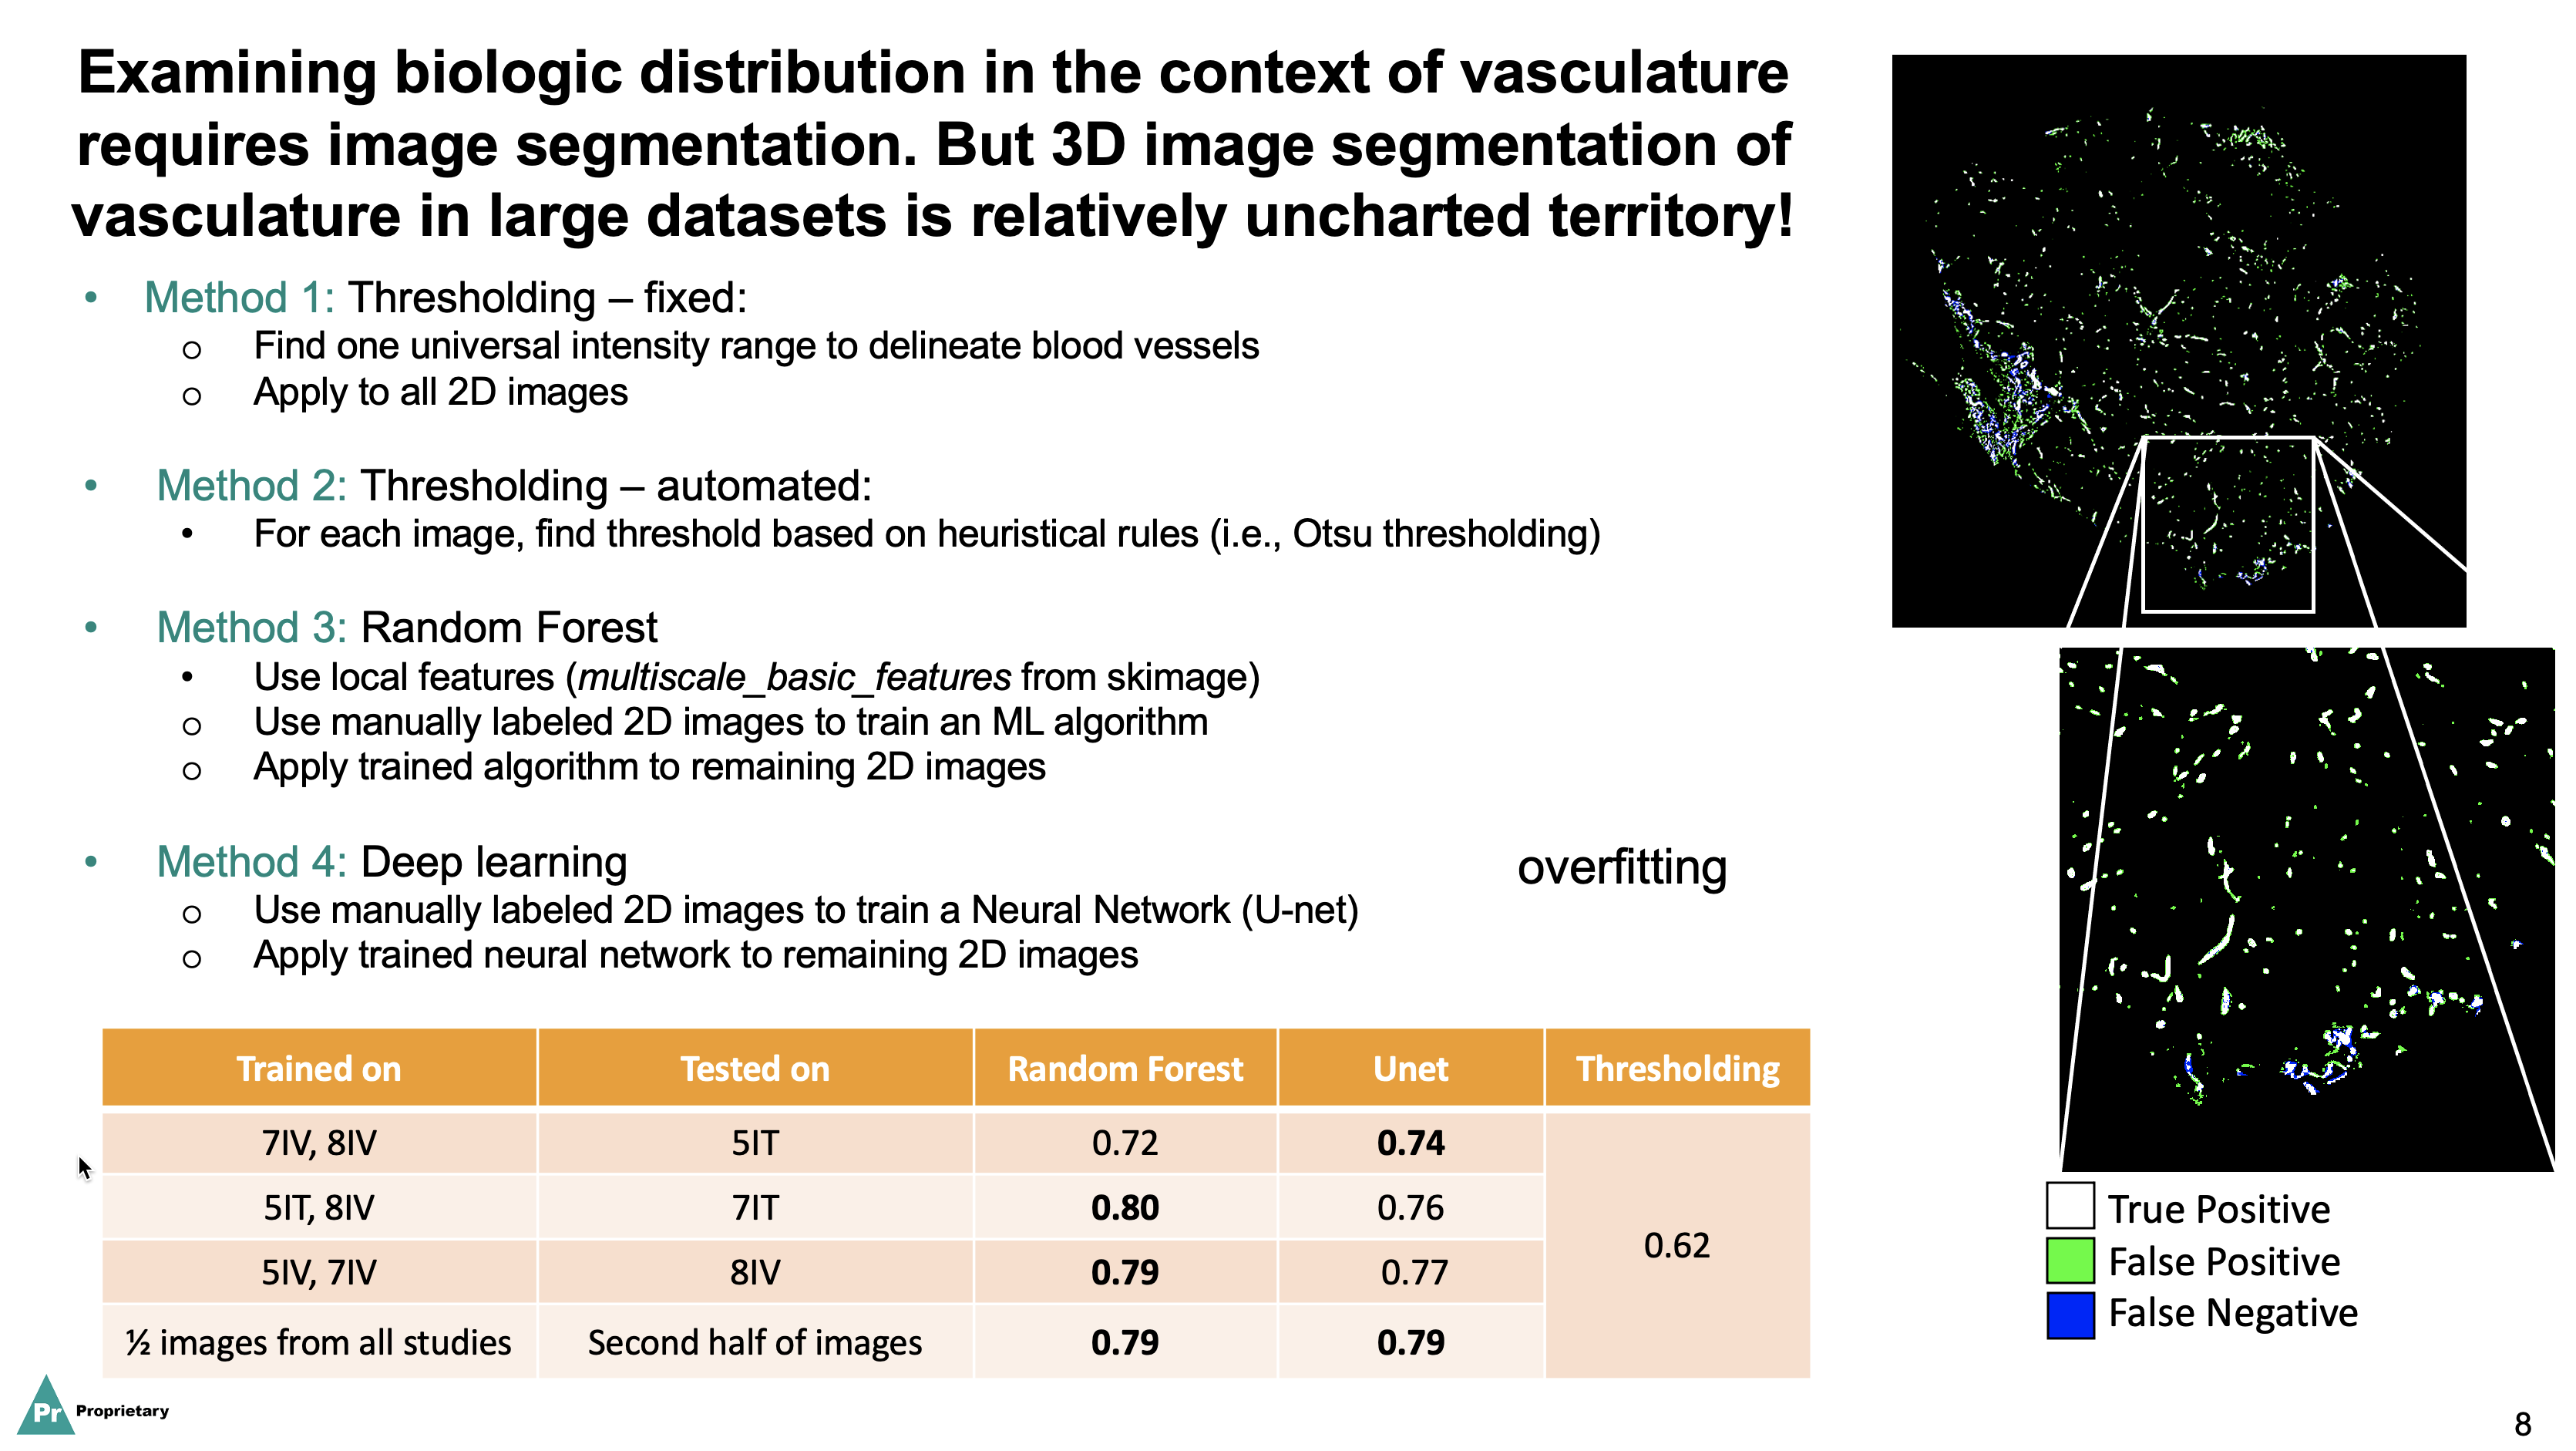 Examining biologic distribution in the context of vasculature
requires image segmentation. But 3D image segmentation of
vasculature in large datasets is relatively uncharted territory!
• Method 1: Thresholding – fixed:
o Find one universal intensity range to delineate blood vessels
o Apply to all 2D images
• Method 2: Thresholding – automated:
• For each image, find threshold based on heuristical rules (i.e., Otsu thresholding)
• Method 3: Random Forest
• Use local features (multiscale_basic_features from skimage)
o Use manually labeled 2D images to train an ML algorithm
o Apply trained algorithm to remaining 2D images
• Method 4: Deep learning
overfitting
o Use manually labeled 2D images to train a Neural Network (U-net)
o Apply trained neural network to remaining 2D images
Trained on Tested on Random Forest Unet Thresholding
7IV, 8IV 5IT 0.72 0.74
5IT, 8IV 7IT 0.80 0.76
0.62
5IV, 7IV 8IV 0.79 0.77
½ images from all studies Second half of images 0.79 0.79
True Positive
False Positive
False Negative
Pr Proprietary
8